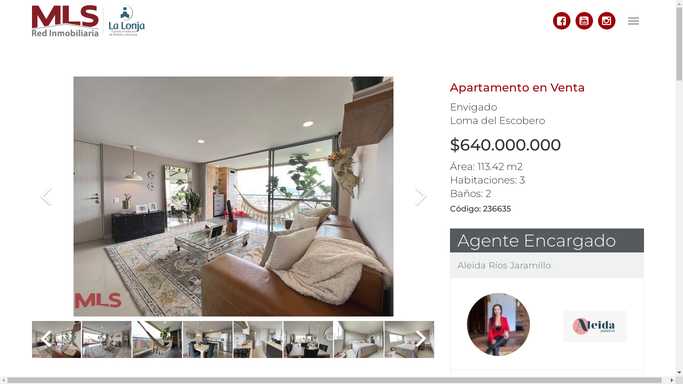 MLS
Red Inmobiliaria
La Lonja
Apartamento en Venta
Envigado
Loma del Escobero
$640.000.000
Área: 113.42 m2
Habitaciones: 3
Baños: 2
Código: 236635
Agente Encargado
Aleida Ríos Jaramillo
MLS
Aleida